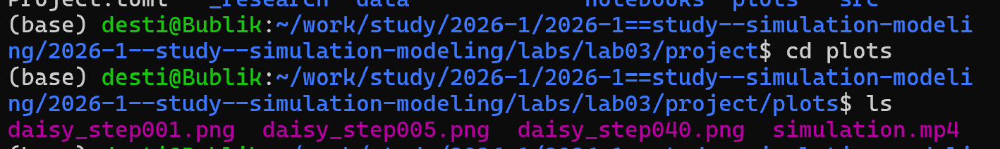 Project.toml   _research  data              notebooks  plots   src
(base) desti@Bublik:~/work/study/2026-1/2026-1==study--simulation-modeli
ng/2026-1--study--simulation-modeling/labs/lab03/project$ cd plots
(base) desti@Bublik:~/work/study/2026-1/2026-1==study--simulation-modeli
ng/2026-1--study--simulation-modeling/labs/lab03/project/plots$ ls
daisy_step001.png  daisy_step005.png  daisy_step040.png  simulation.mp4